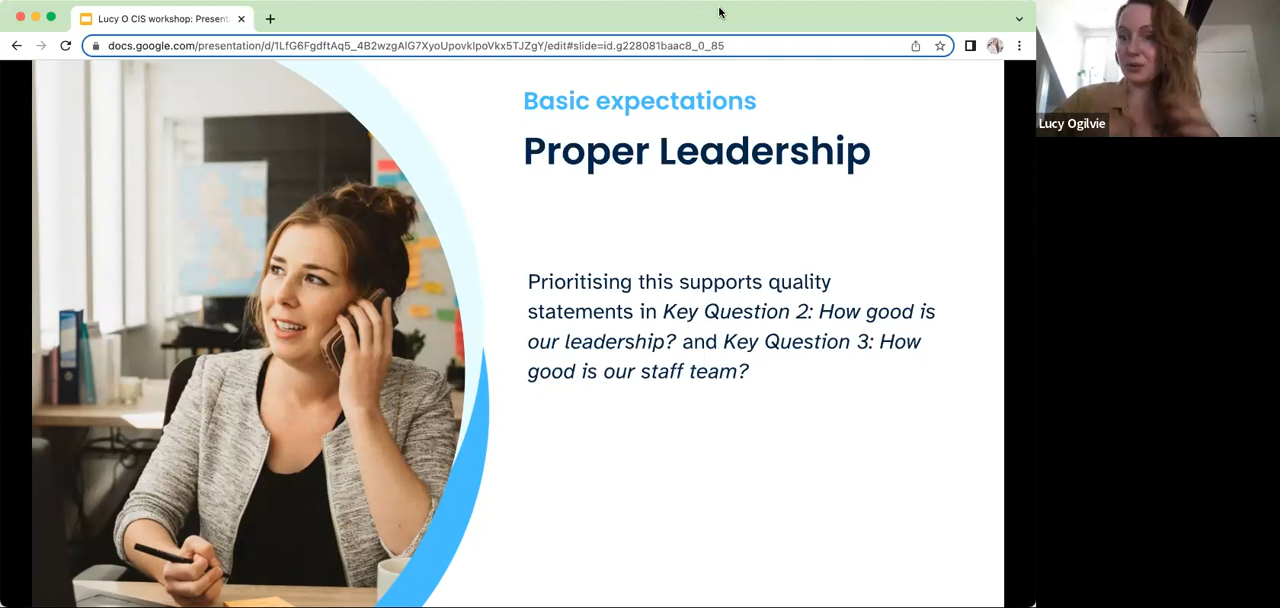 Lucy O CIS workshop: Present
docs.google.com/presentation/d/1LfG6FgdftAq5_4B2wzgAIG7XyoUpovkIpoVkx5TJZgY/edit#slide=id.g228081baac8_0_85
Lucy Ogilvie
Basic expectations
Proper Leadership
Prioritising this supports quality
statements in Key Question 2: How good is
our leadership? and Key Question 3: How
good is our staff team?